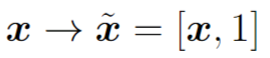 x → x̃ = [x, 1]